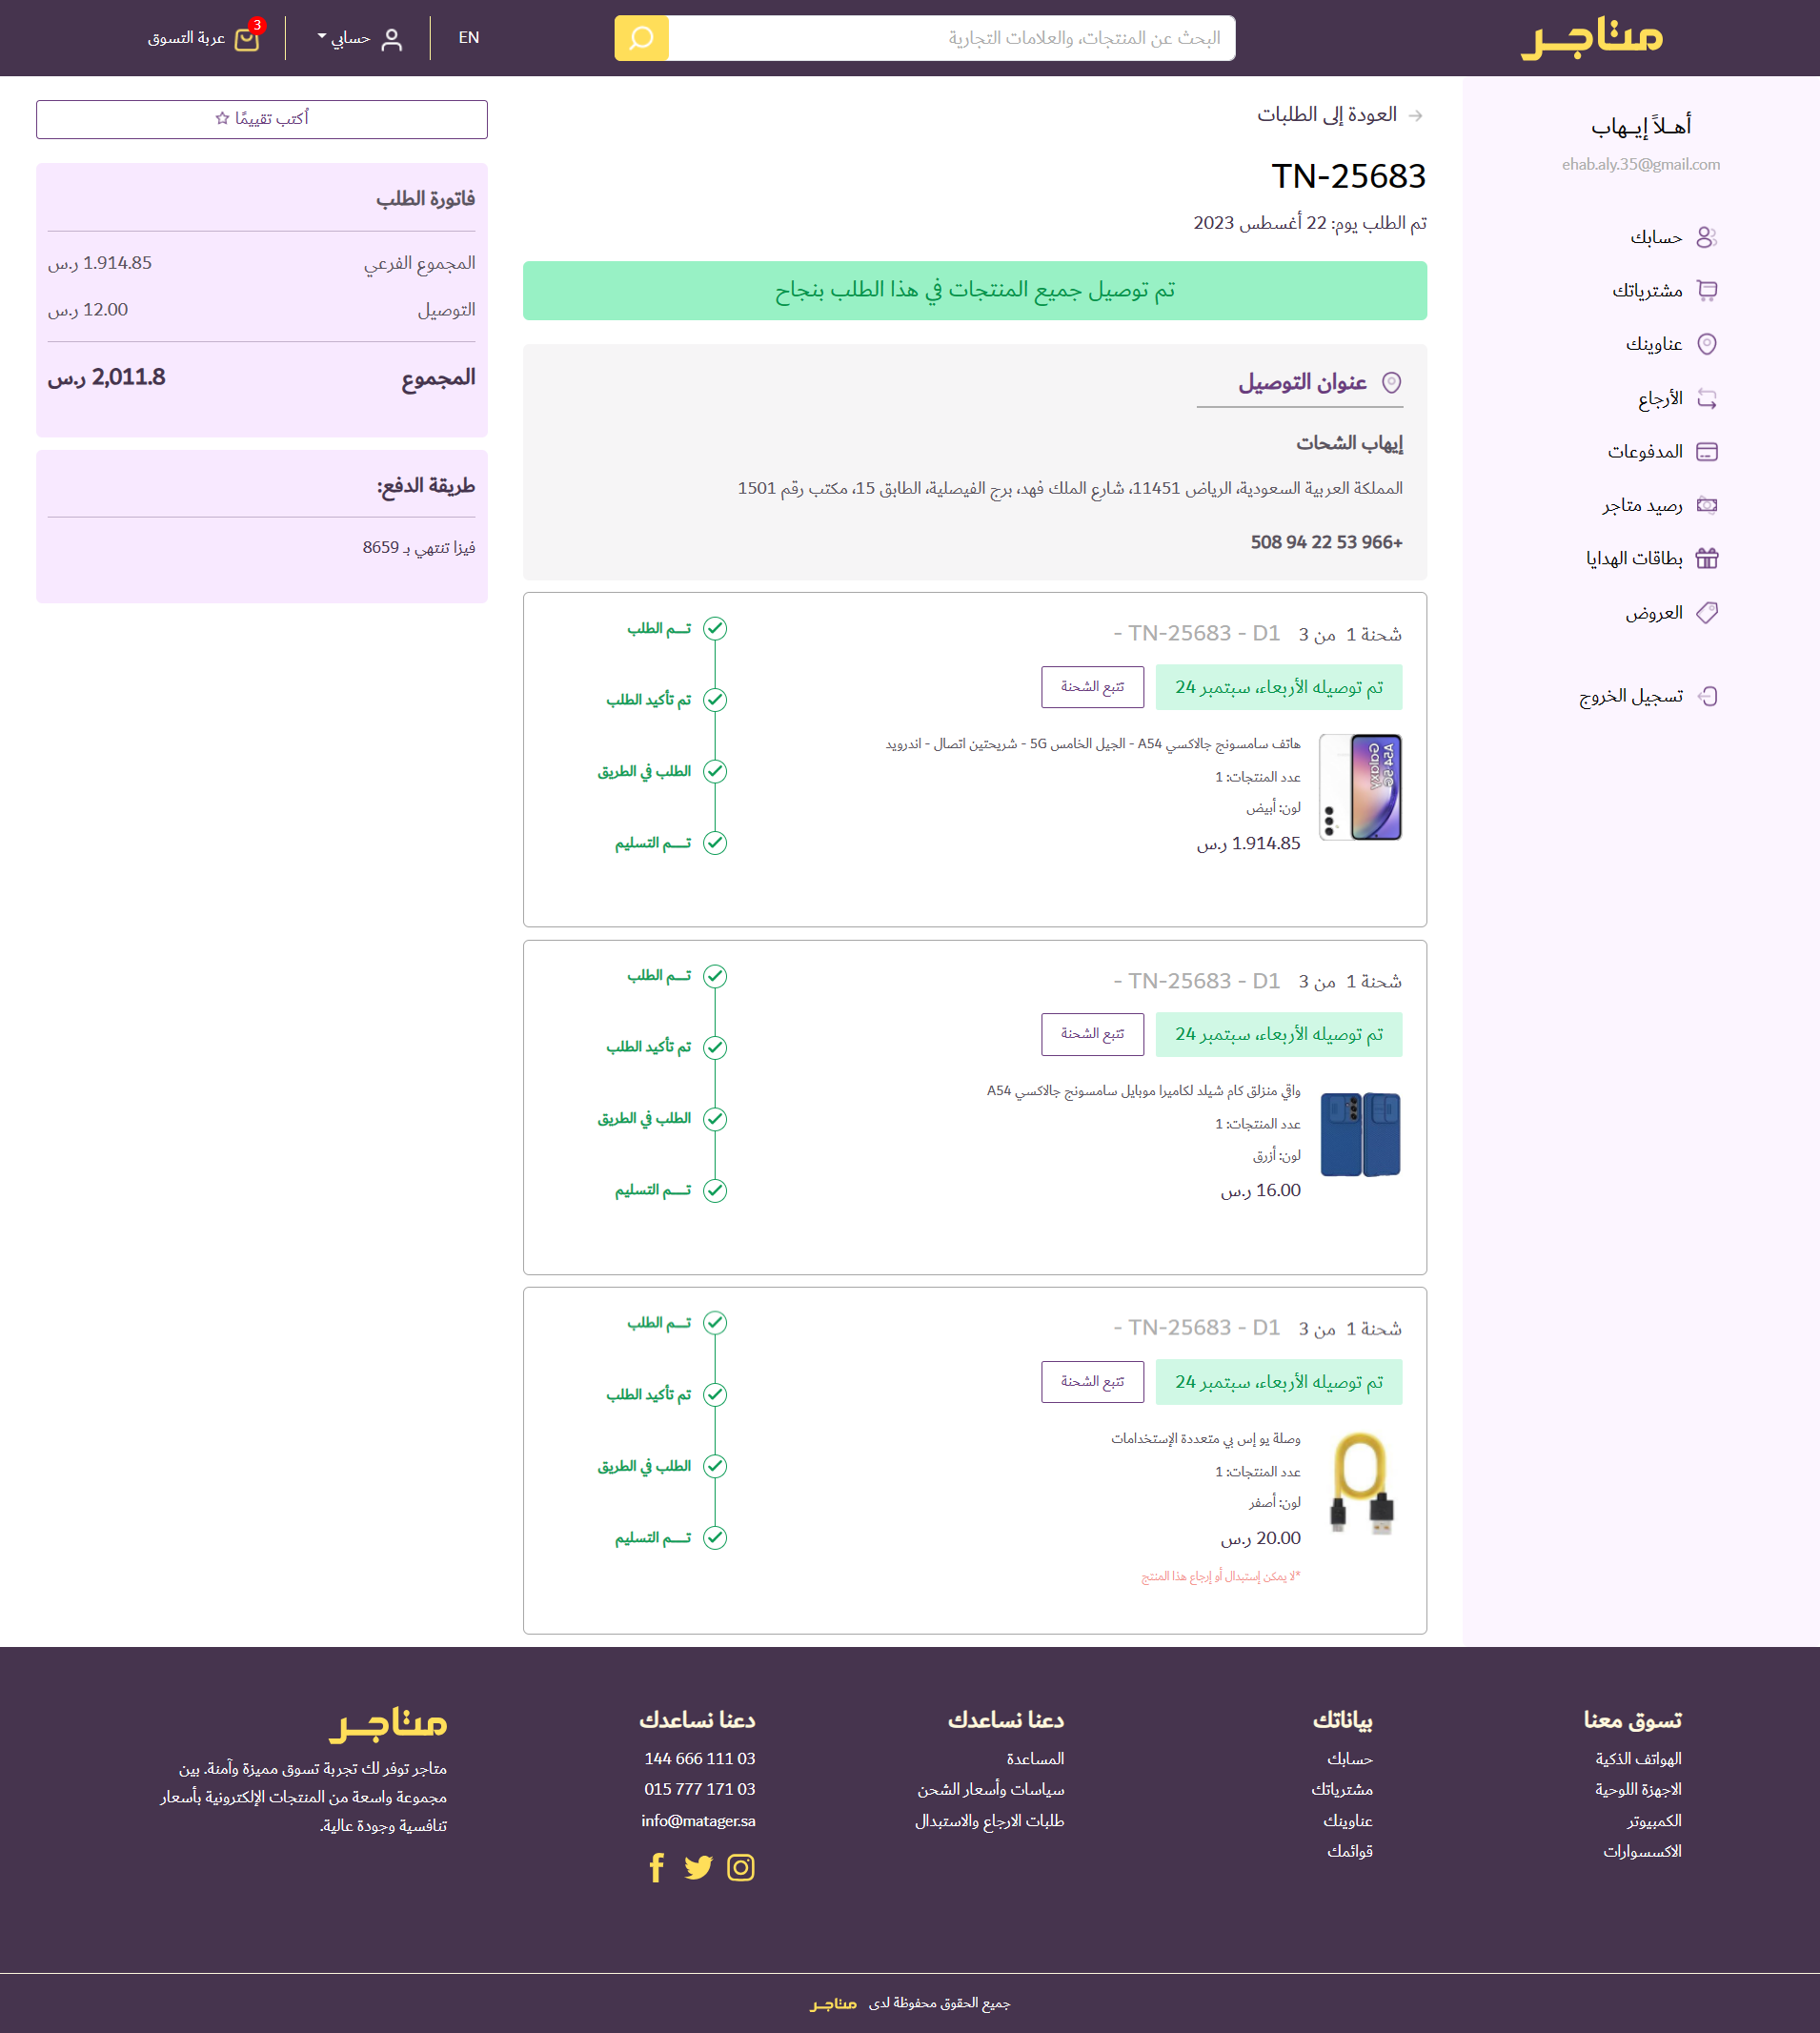 متاجر
البحث عن المنتجات، والعلامات التجارية
EN
حسابي
عربة التسوق
3
أهــلاً إيــهاب
ehab.aly.35@gmail.com
حسابك
مشترياتك
عناوينك
الأرجاع
المدفوعات
رصيد متاجر
بطاقات الهدايا
العروض
تسجيل الخروج
العودة إلى الطلبات
TN-25683
تم الطلب يوم: 22 أغسطس 2023
تم توصيل جميع المنتجات في هذا الطلب بنجاح
عنوان التوصيل
إيهاب الشحات
المملكة العربية السعودية، الرياض 11451، شارع الملك فهد، برج الفيصلية، الطابق 15، مكتب رقم 1501
+966 53 22 94 508
شحنة 1 من 3 TN-25683 - D1 -
تم توصيله الأربعاء، سبتمبر 24
تتبع الشحنة
هاتف سامسونج جالاكسي A54 - الجيل الخامس 5G - شريحتين اتصال - اندرويد
عدد المنتجات: 1
لون: أبيض
1.914.85 ر.س
Galaxy
A54 5G
تــم الطلب
تم تأكيد الطلب
الطلب في الطريق
تــم التسليم
شحنة 1 من 3 TN-25683 - D1 -
تم توصيله الأربعاء، سبتمبر 24
تتبع الشحنة
واقي منزلق كام شيلد لكاميرا موبايل سامسونج جالاكسي A54
عدد المنتجات: 1
لون: أزرق
16.00 ر.س
تــم الطلب
تم تأكيد الطلب
الطلب في الطريق
تــم التسليم
شحنة 1 من 3 TN-25683 - D1 -
تم توصيله الأربعاء، سبتمبر 24
تتبع الشحنة
وصلة يو إس بي متعددة الإستخدامات
عدد المنتجات: 1
لون: أصفر
20.00 ر.س
*لا يمكن إستبدال أو إرجاع هذا المنتج
تــم الطلب
تم تأكيد الطلب
الطلب في الطريق
تــم التسليم
أكتب تقييمًا
فاتورة الطلب
المجموع الفرعي 1.914.85 ر.س
التوصيل 12.00 ر.س
المجموع 2,011.8 ر.س
طريقة الدفع:
فيزا تنتهي بـ 8659
تسوق معنا
الهواتف الذكية
الاجهزة اللوحية
الكمبيوتر
الاكسسوارات
بياناتك
حسابك
مشترياتك
عناوينك
قوائمك
دعنا نساعدك
المساعدة
سياسات وأسعار الشحن
طلبات الارجاع والاستبدال
دعنا نساعدك
144 666 111 03
015 777 171 03
info@matager.sa
متاجر
متاجر توفر لك تجربة تسوق مميزة وآمنة. بين
مجموعة واسعة من المنتجات الإلكترونية بأسعار
تنافسية وجودة عالية.
جميع الحقوق محفوظة لدى متاجر